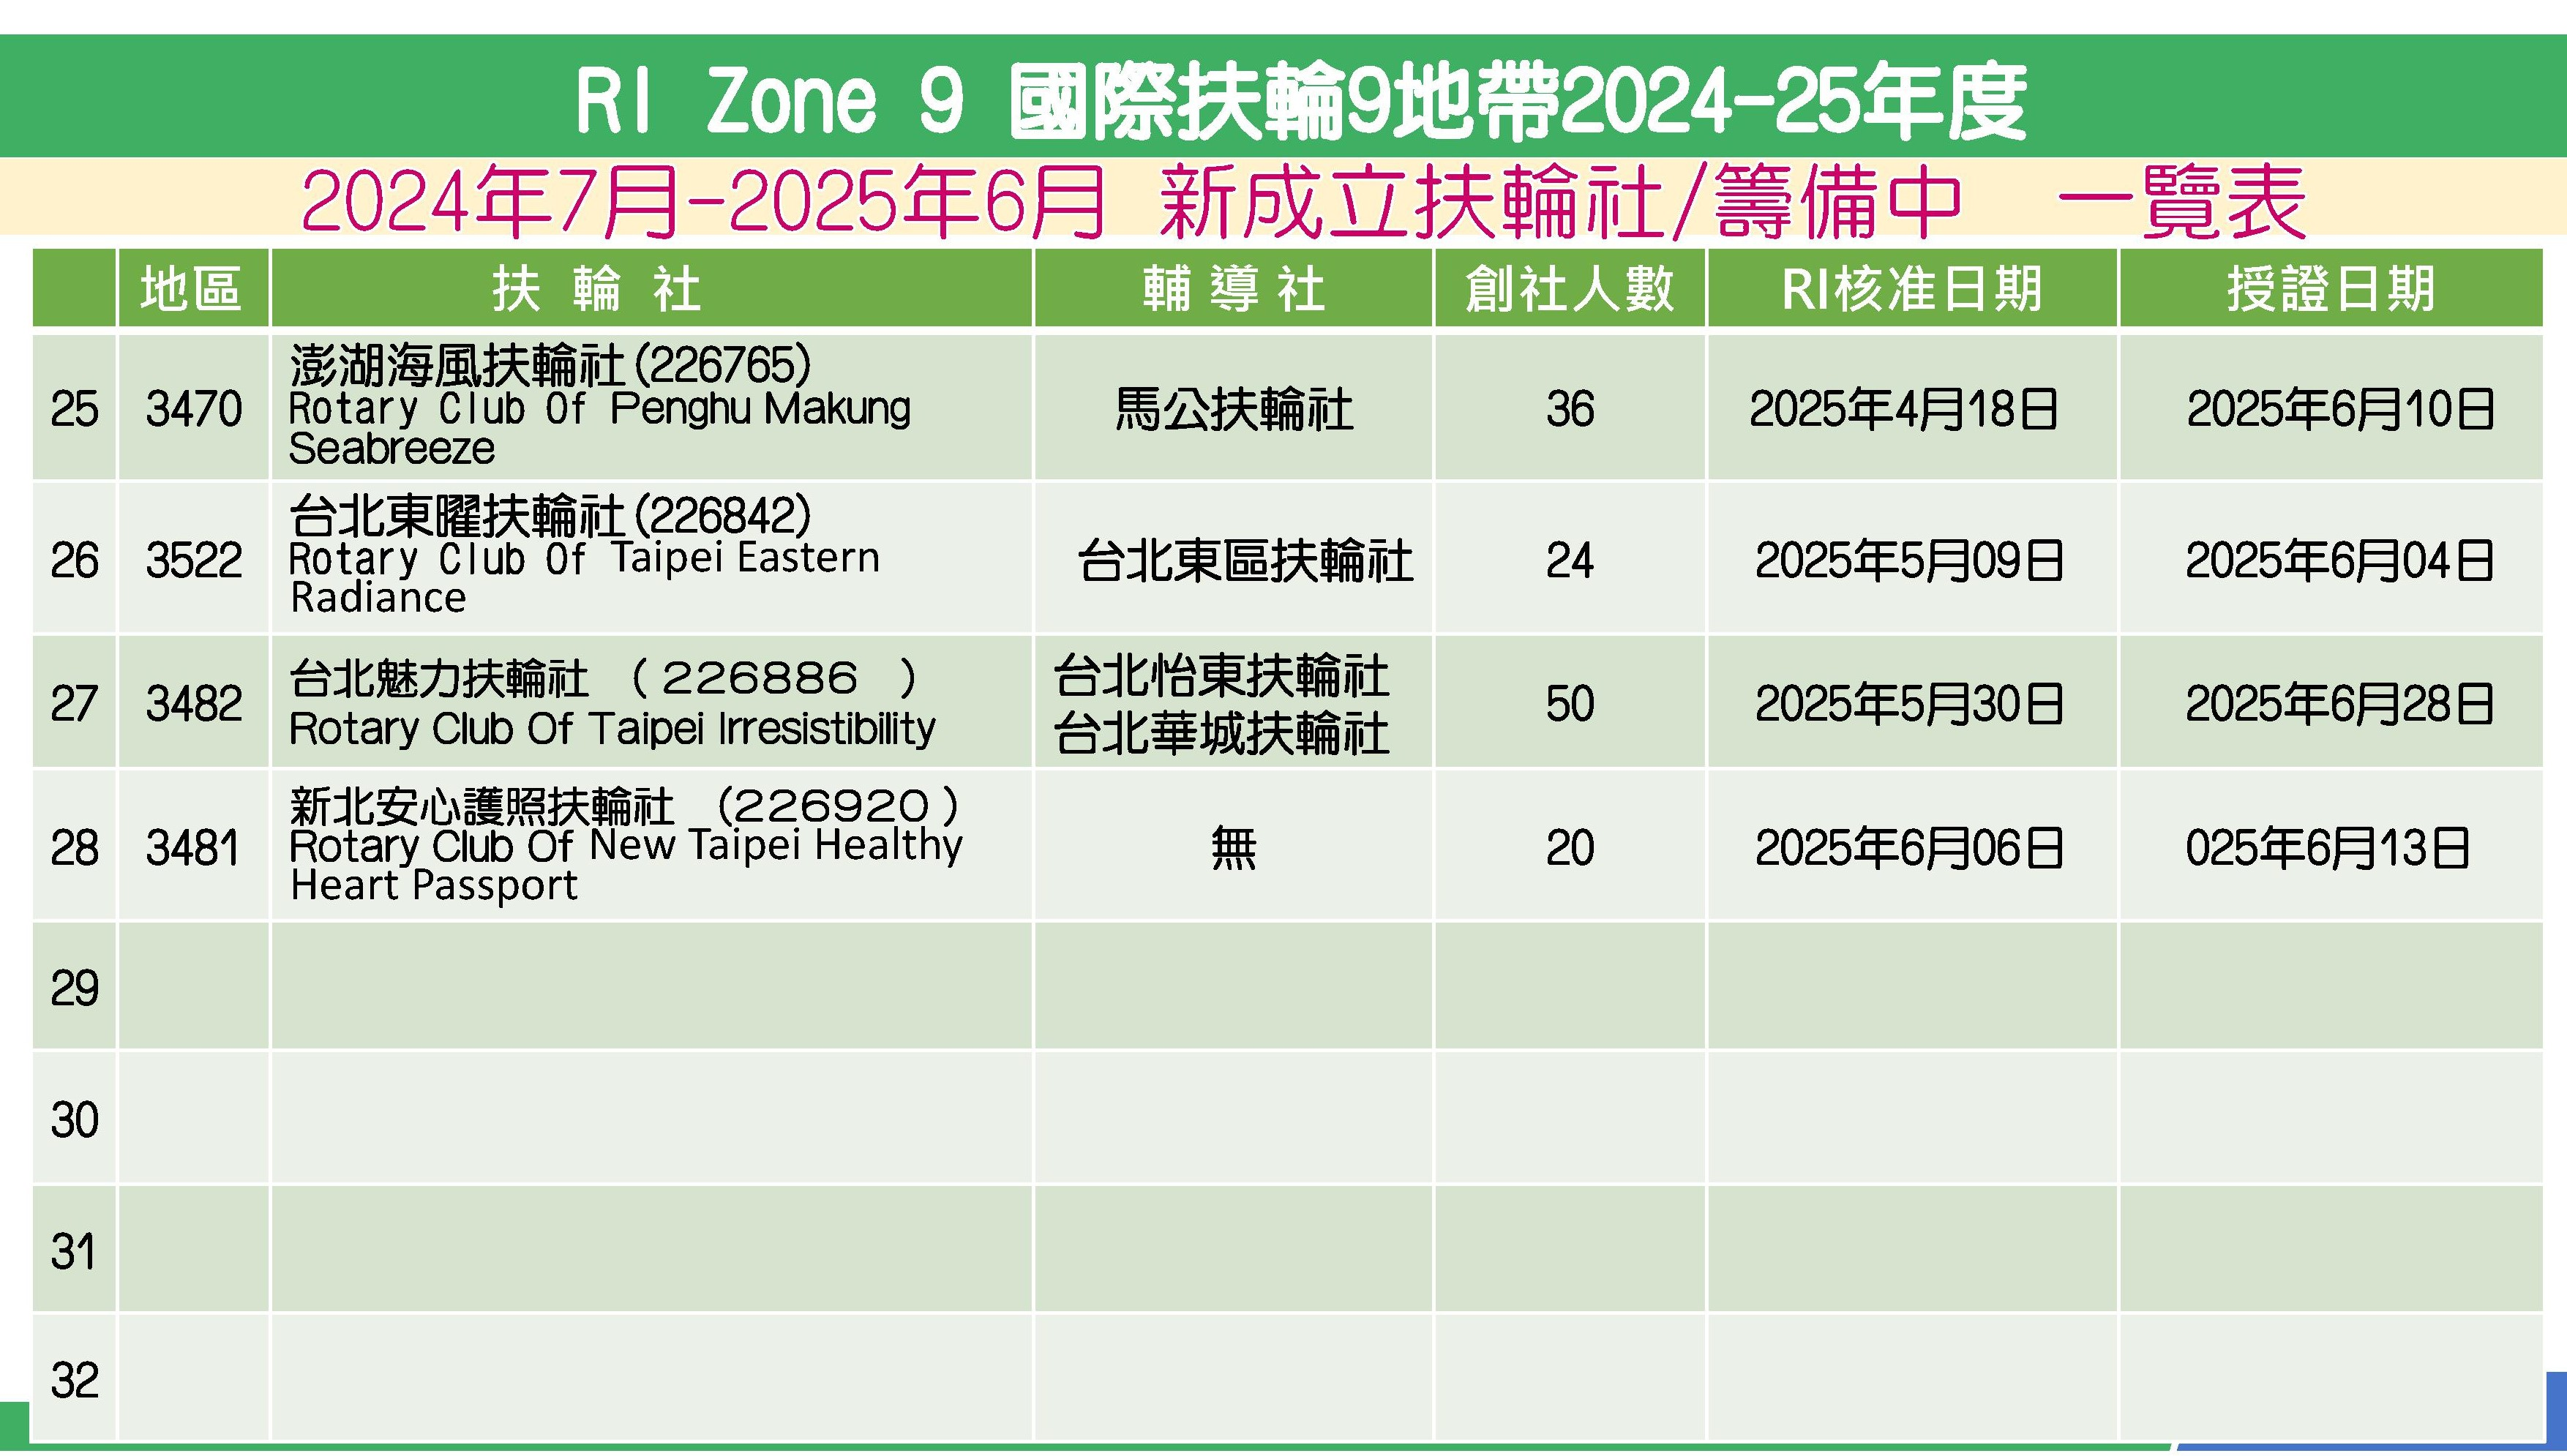 RI Zone 9 國際扶輪9地帶2024-25年度
2024年7月-2025年6月 新成立扶輪社/籌備中 一覽表
地區 扶 輪 社 輔 導 社 創社人數 RI核准日期 授證日期
澎湖海風扶輪社(226765)
25 3470 Rotary Club Of Penghu Makung 馬公扶輪社 36 2025年4月18日 2025年6月10日
Seabreeze
台北東曜扶輪社(226842)
26 3522 Rotary Club Of Taipei Eastern 台北東區扶輪社 24 2025年5月09日 2025年6月04日
Radiance
台北魅力扶輪社 （ 226886 ） 台北怡東扶輪社
27 3482 50 2025年5月30日 2025年6月28日
Rotary Club Of Taipei Irresistibility 台北華城扶輪社
新北安心護照扶輪社 （226920 ）
28 3481 Rotary Club Of New Taipei Healthy 無 20 2025年6月06日 025年6月13日
Heart Passport
29
30
31
32